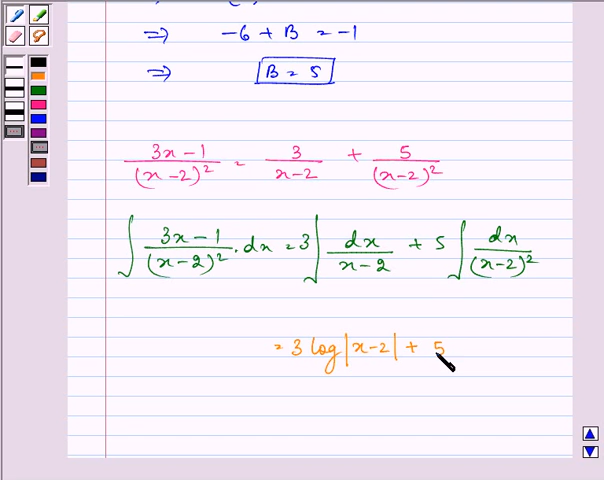 ⇒ -6 + B = -1
⇒ B = 5
(3x-1)/(x-2)² = 3/(x-2) + 5/(x-2)²
∫ (3x-1)/(x-2)² · dx = 3 ∫ dx/(x-2) + 5 ∫ dx/(x-2)²
= 3 log|x-2| + 5